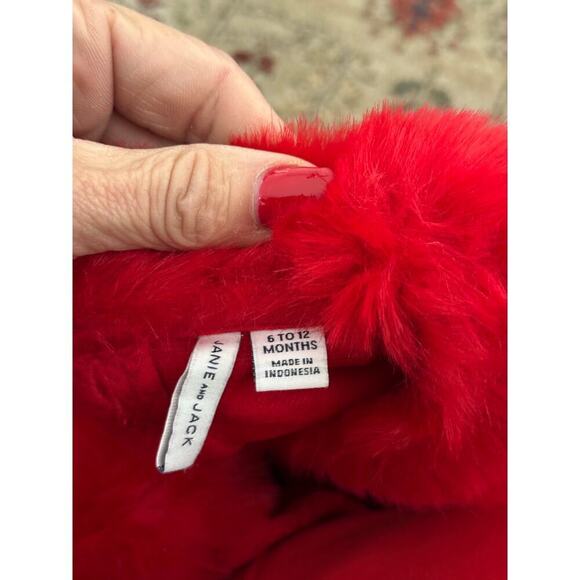 JANIE AND JACK
6 TO 12
MONTHS
MADE IN
INDONESIA